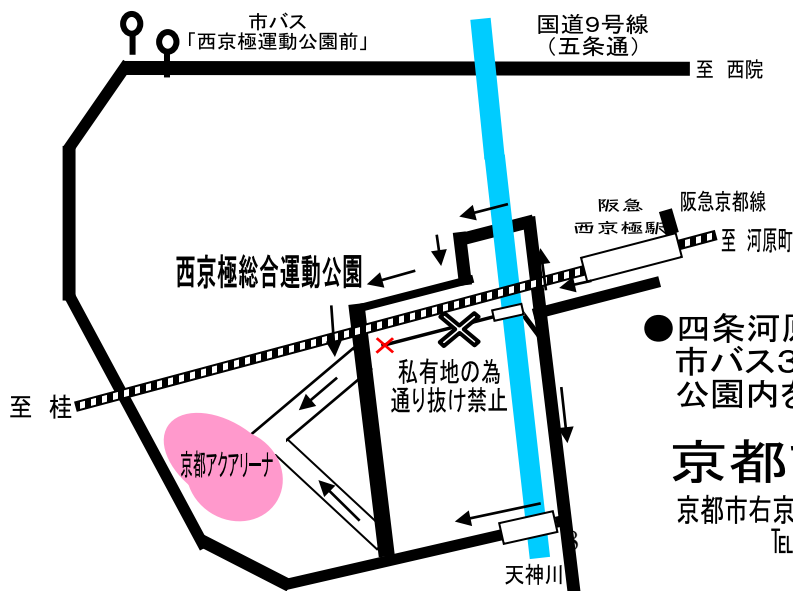 市バス
「西京極運動公園前」
国道9号線
（五条通）
至 西院
阪急
西京極駅
阪急京都線
至 河原町
西京極総合運動公園
私有地の為
通り抜け禁止
至 桂
京都アクアリーナ
天神川
●四条河
市バス3
公園内
京都
京都市右京
TEL